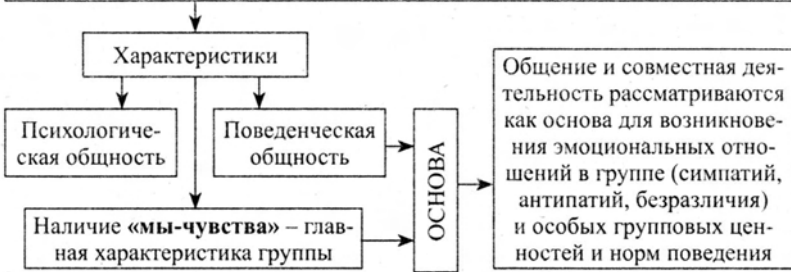 Характеристики
Психологиче-
ская общность
Поведенческая
общность
Наличие «мы-чувства» – глав-
ная характеристика группы
ОСНОВА
Общение и совместная дея-
тельность рассматриваются
как основа для возникнове-
ния эмоциональных отно-
шений в группе (симпатий,
антипатий, безразличия)
и особых групповых цен-
ностей и норм поведения